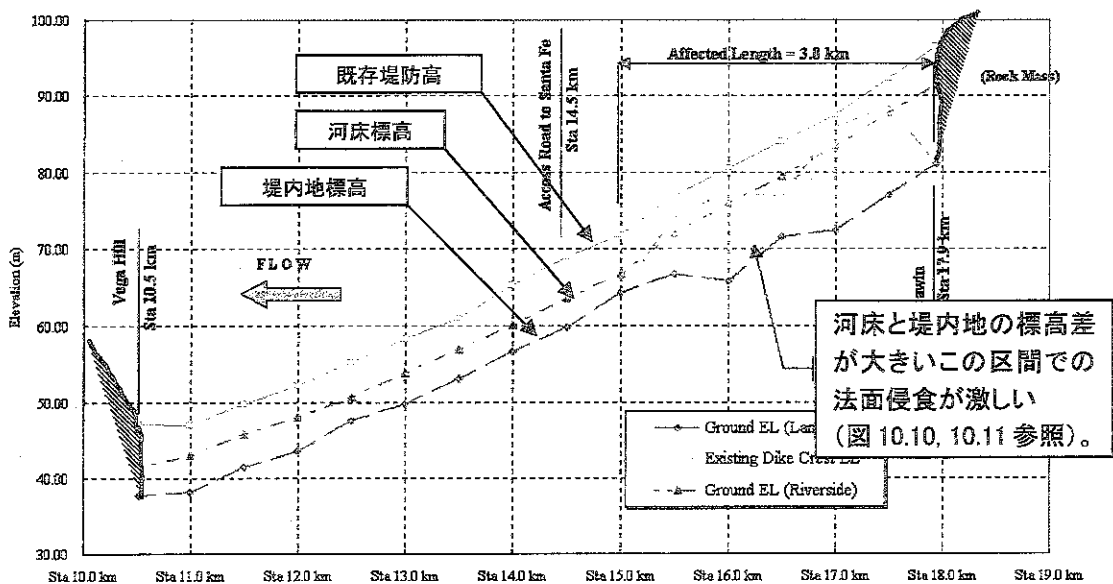 100.00
90.00
80.00
70.00
60.00
50.00
40.00
30.00
Elevation (m)
既存堤防高
河床標高
堤内地標高
Vega Hill
Sta 10.5 km
FLOW
Access Road to Santa Fe
Sta 14.5 km
Affected Length = 3.8 km
(Rock Mass)
Sta 17.9 km
河床と堤内地の標高差
が大きいこの区間での
法面侵食が激しい
(図 10.10, 10.11 参照)。
Ground EL (Lan
Existing Dike Crest EL
Ground EL (Riverside)
Sta 10.0 km
Sta 11.0 km
Sta 12.0 km
Sta 13.0 km
Sta 14.0 km
Sta 15.0 km
Sta 16.0 km
Sta 17.0 km
Sta 18.0 km
Sta 19.0 km